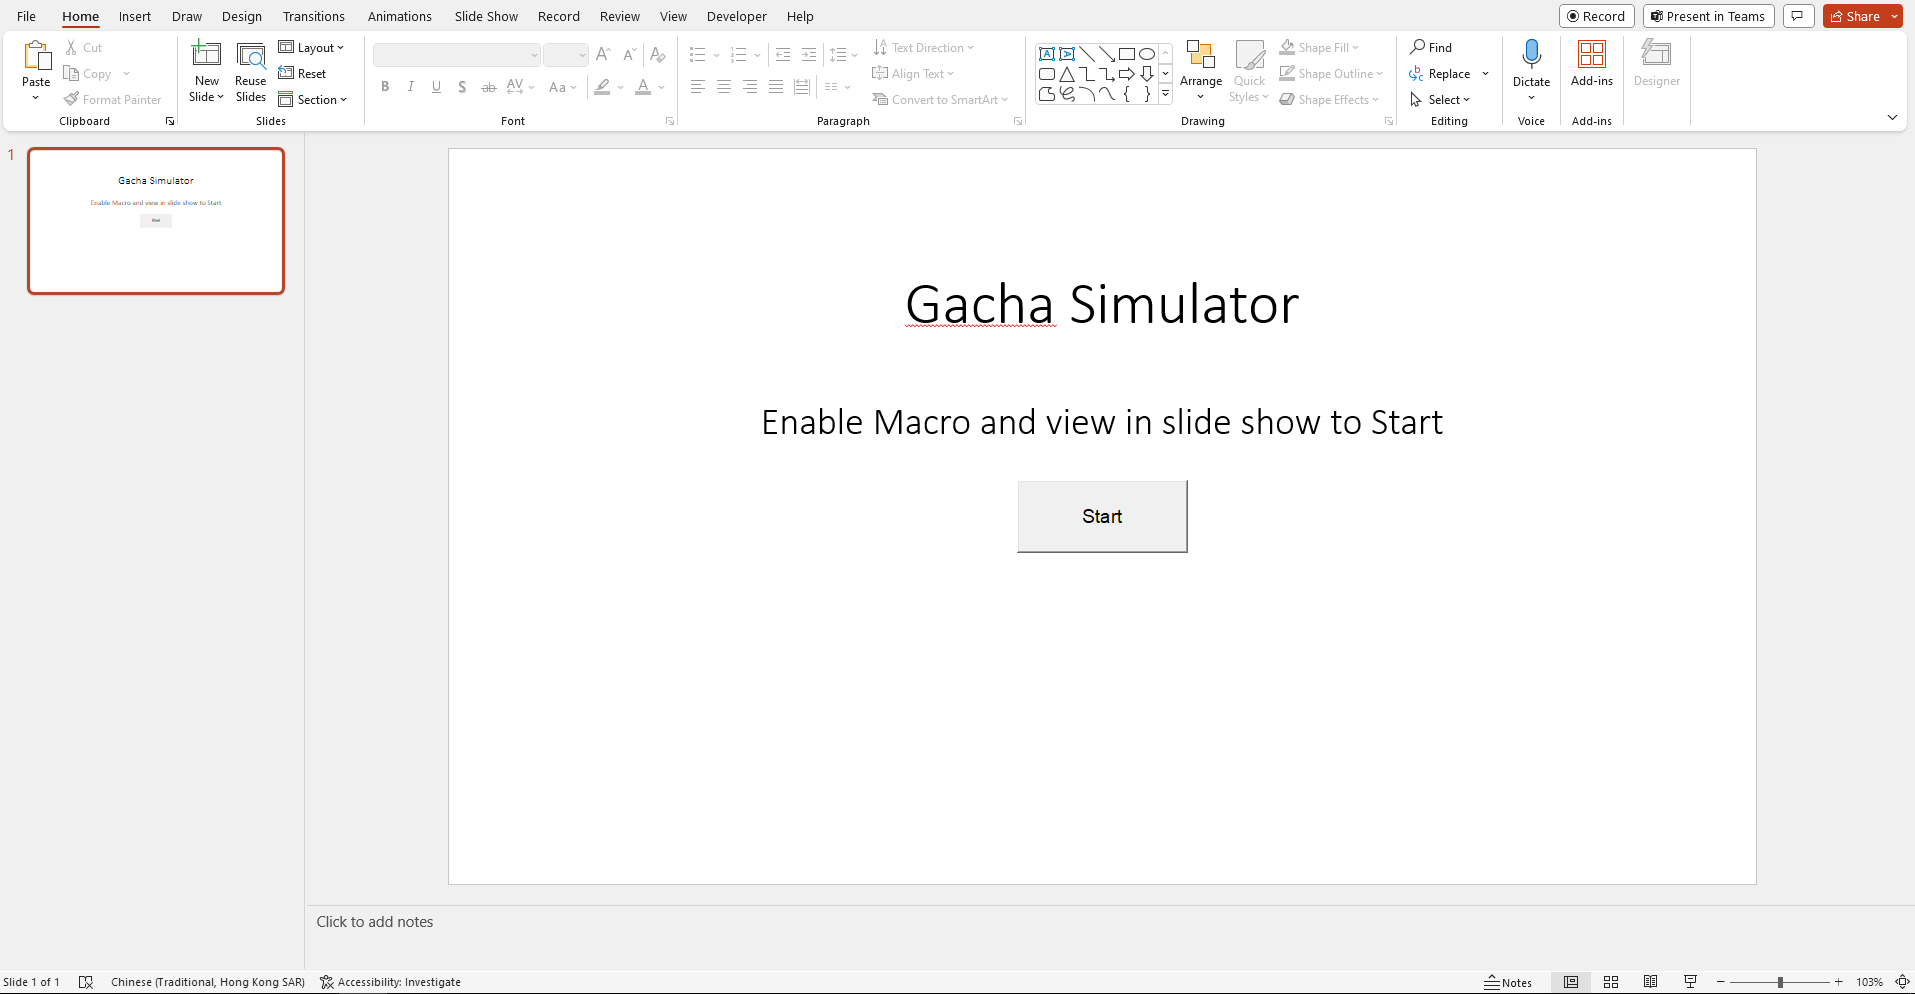 File Home Insert Draw Design Transitions Animations Slide Show Record Review View Developer Help Record Present in Teams Share
Paste
Cut
Copy
Format Painter
Clipboard
New Slide
Reuse Slides
Layout
Reset
Section
Slides
B I U S ab AV Aa A
Font
Text Direction
Align Text
Convert to SmartArt
Paragraph
Arrange
Quick Styles
Shape Fill
Shape Outline
Shape Effects
Drawing
Find
Replace
Select
Editing
Dictate
Voice
Add-ins
Add-ins
Designer
1
Gacha Simulator
Enable Macro and view in slide show to Start
Start
Gacha Simulator
Enable Macro and view in slide show to Start
Start
Click to add notes
Slide 1 of 1 Chinese (Traditional, Hong Kong SAR) Accessibility: Investigate Notes 103%